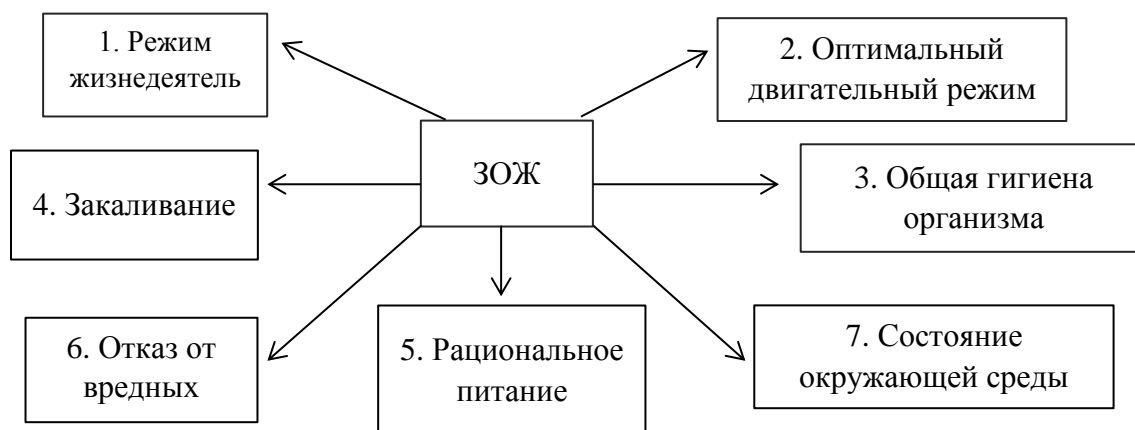 1. Режим
жизнедеятель
2. Оптимальный
двигательный режим
ЗОЖ
4. Закаливание
3. Общая гигиена
организма
6. Отказ от
вредных
5. Рациональное
питание
7. Состояние
окружающей среды